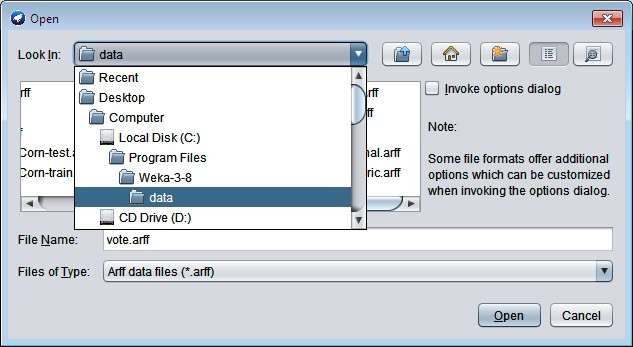 Open
Look In:
data
Recent
Desktop
Computer
Local Disk (C:)
Program Files
Weka-3-8
data
CD Drive (D:)
Corn-test.a
Corn-train
nal.arff
ric.arff
Invoke options dialog
Note:
Some file formats offer additional
options which can be customized
when invoking the options dialog.
File Name:
vote.arff
Files of Type:
Arff data files (*.arff)
Open
Cancel